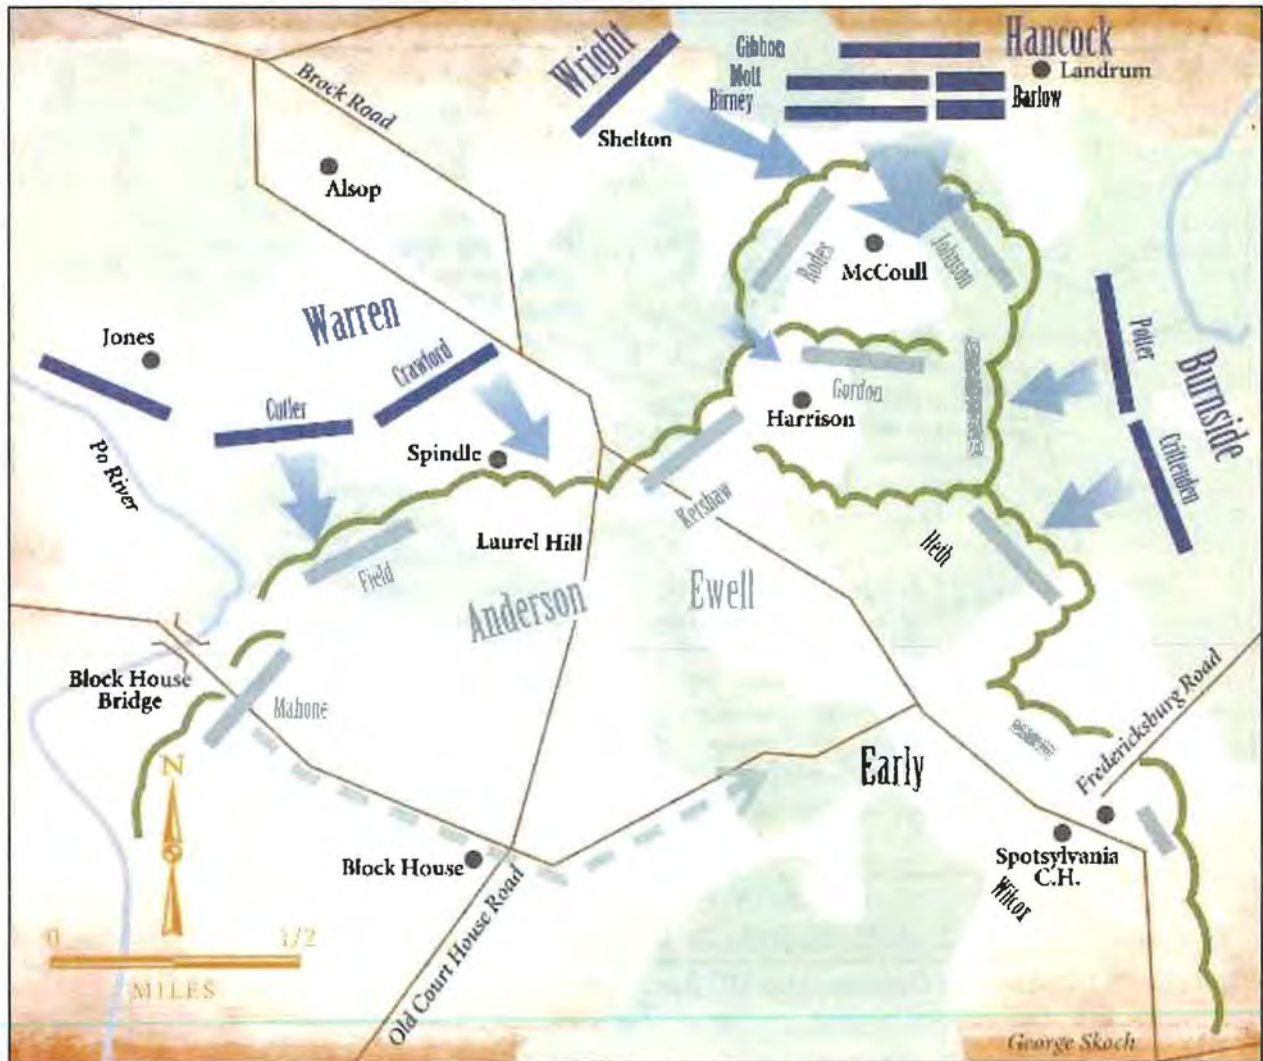 Wright
Gibbon
Mott
Birney
Hancock
Landrum
Barlow
Shelton
Brock Road
Alsop
Rodes
McCoull
Johnson
Warren
Jones
Crawford
Cutler
Potter
Burnside
Crittenden
Gordon
Harrison
Spindle
Po River
Kershaw
Laurel Hill
Heth
Field
Anderson
Ewell
Block House
Bridge
Mahone
Fredericksburg Road
Early
N
Block House
Spotsylvania
C.H.
Wilcox
Old Court House Road
0 1/2
MILES
George Skoch